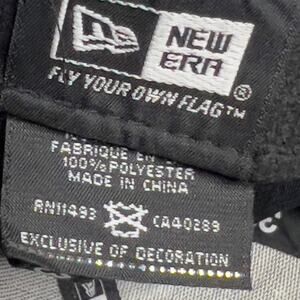 NEW
ERA®
FLY YOUR OWN FLAG™
FABRIQUE EN
100% POLYESTER
MADE IN CHINA
RN11493 CA40289
EXCLUSIVE OF DECORATION